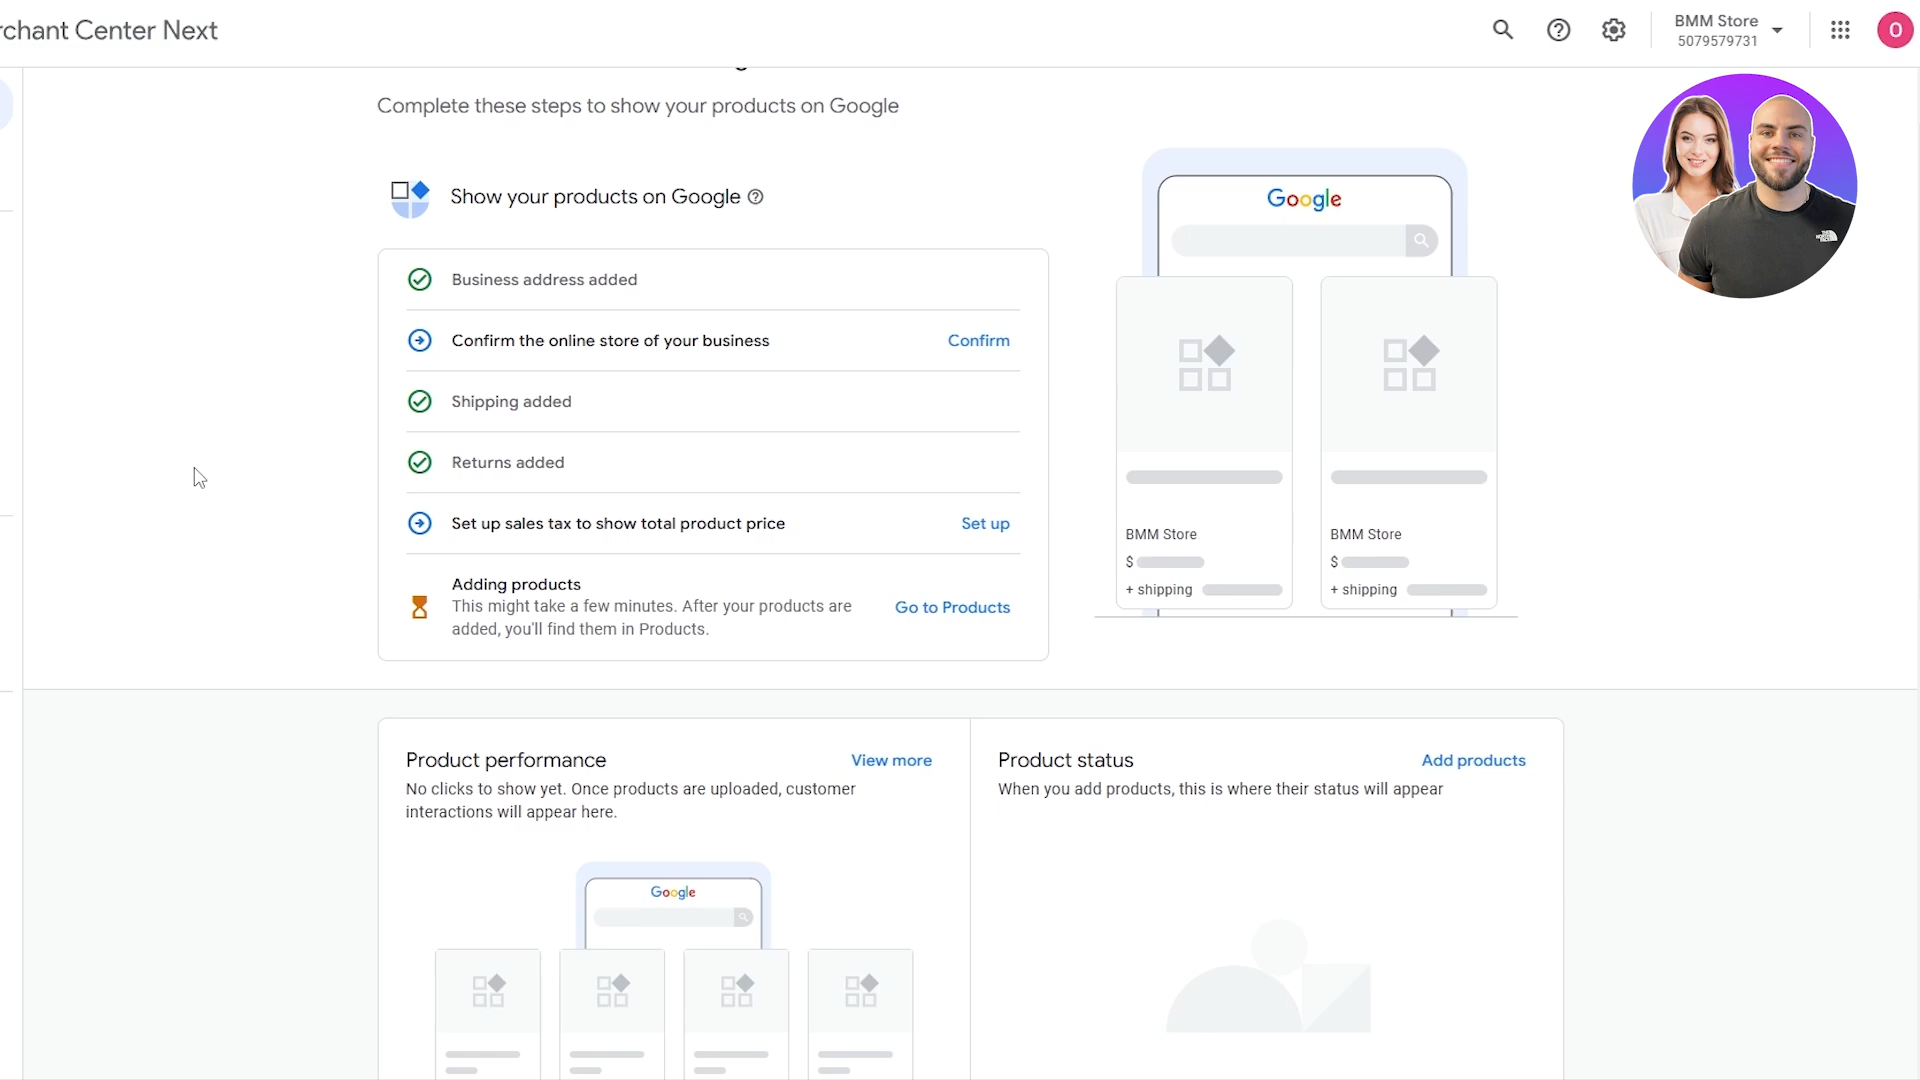 rchant Center Next
BMM Store
5079579731
O
Complete these steps to show your products on Google
Show your products on Google
Business address added
Confirm the online store of your business
Confirm
Shipping added
Returns added
Set up sales tax to show total product price
Set up
Adding products
This might take a few minutes. After your products are
added, you'll find them in Products.
Go to Products
Google
BMM Store
$
+ shipping
BMM Store
$
+ shipping
THE
NORTH
FACE
Product performance
View more
No clicks to show yet. Once products are uploaded, customer
interactions will appear here.
Google
Product status
Add products
When you add products, this is where their status will appear